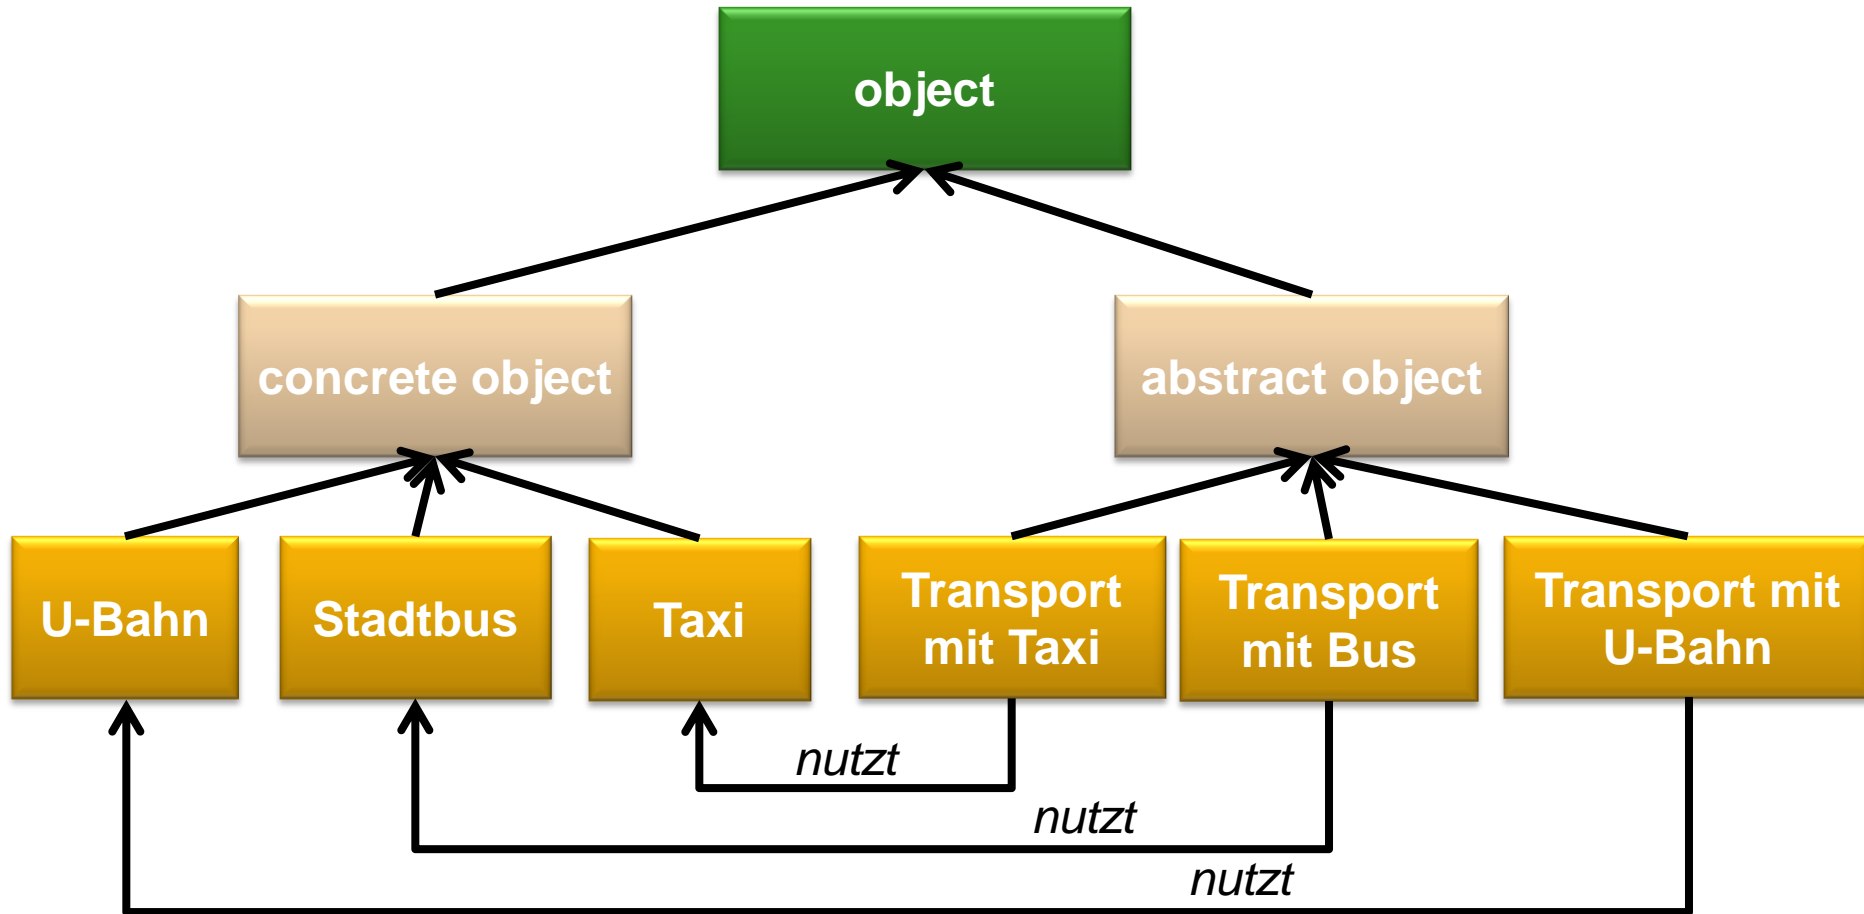 object
concrete object
abstract object
U-Bahn
Stadtbus
Taxi
Transport
mit Taxi
Transport
mit Bus
Transport mit
U-Bahn
nutzt
nutzt
nutzt